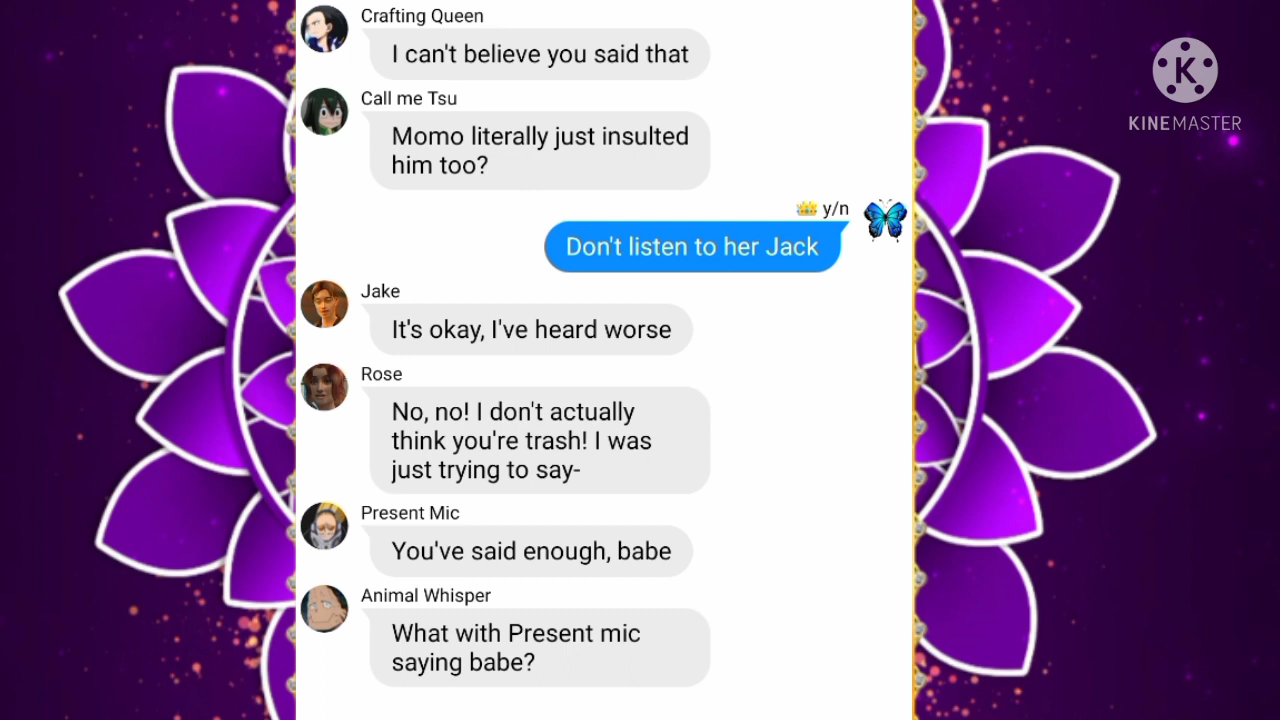 Crafting Queen
I can't believe you said that
Call me Tsu
Momo literally just insulted
him too?
👑 y/n
Don't listen to her Jack
Jake
It's okay, I've heard worse
Rose
No, no! I don't actually
think you're trash! I was
just trying to say-
Present Mic
You've said enough, babe
Animal Whisper
What with Present mic
saying babe?
K
KINEMASTER